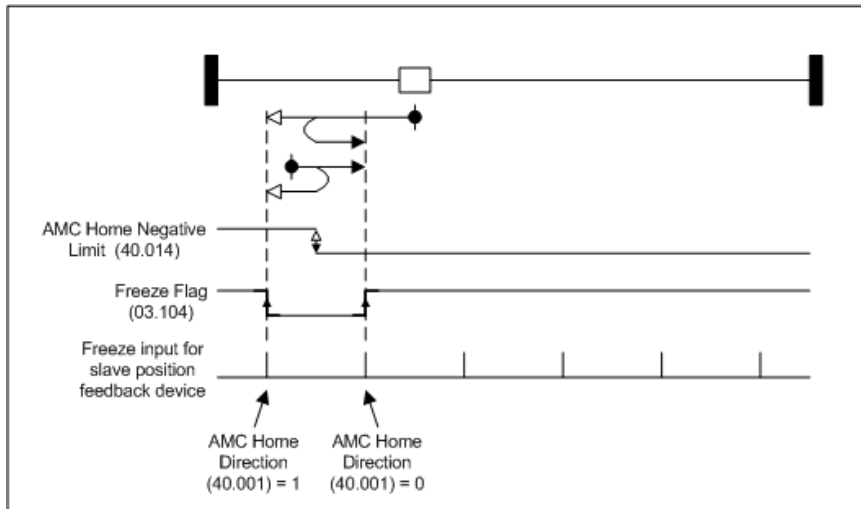 AMC Home Negative
Limit (40.014)
Freeze Flag
(03.104)
Freeze input for
slave position
feedback device
AMC Home
Direction
(40.001) = 1
AMC Home
Direction
(40.001) = 0